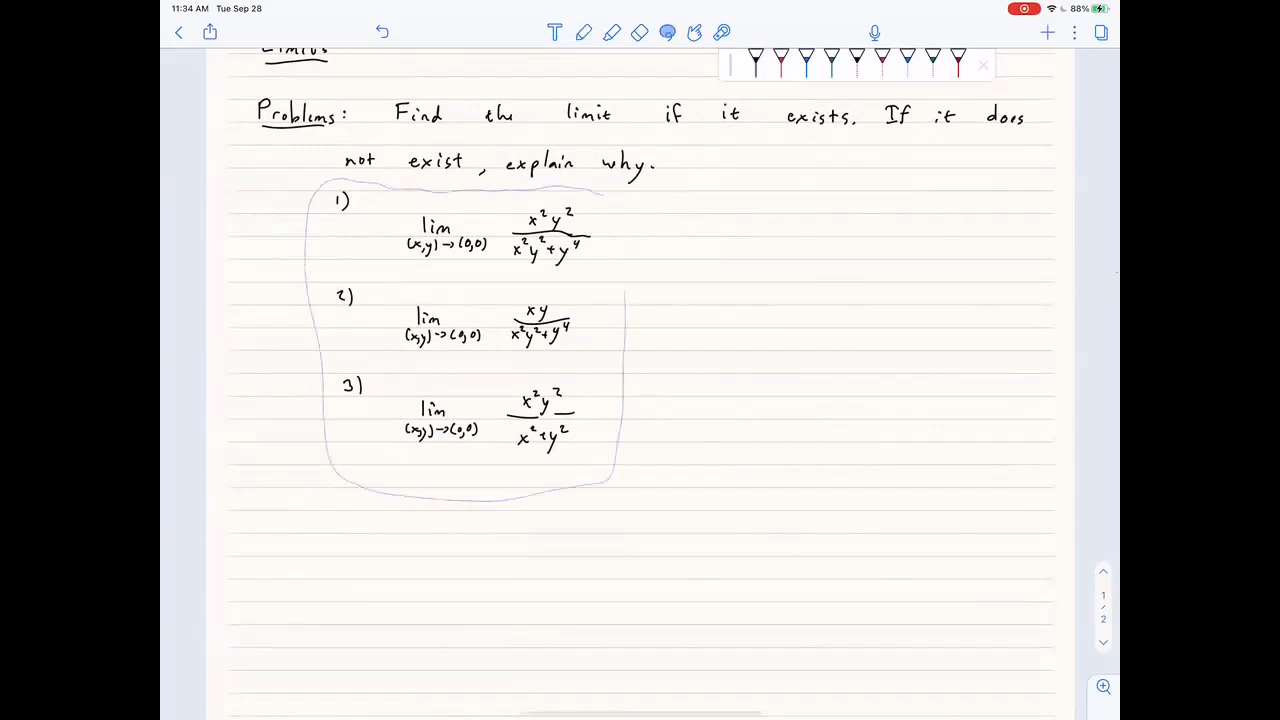 11:34 AM Tue Sep 28
88%
Limits
Problems: Find the limit if it exists. If it does
not exist, explain why.
1)
lim (x,y)→(0,0) x²y² / x²y²+y⁴
2)
lim (x,y)→(0,0) xy / x²y²+y⁴
3)
lim (x,y)→(0,0) x²y² / x²+y²
1
/
2